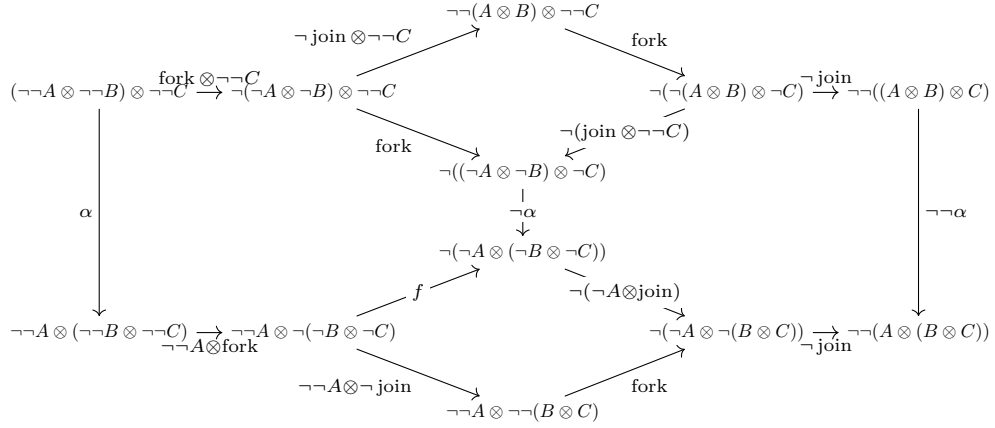 ¬¬(A ⊗ B) ⊗ ¬¬C
¬ join ⊗¬¬C
fork
(¬¬A ⊗ ¬¬B) ⊗ ¬¬C
fork ⊗¬¬C
¬(¬A ⊗ ¬B) ⊗ ¬¬C
¬(¬(A ⊗ B) ⊗ ¬C)
¬ join
¬¬((A ⊗ B) ⊗ C)
fork
¬(join ⊗¬¬C)
¬((¬A ⊗ ¬B) ⊗ ¬C)
α
¬α
¬¬α
¬(¬A ⊗ (¬B ⊗ ¬C))
f
¬(¬A⊗join)
¬¬A ⊗ (¬¬B ⊗ ¬¬C)
¬¬A⊗fork
¬¬A ⊗ ¬(¬B ⊗ ¬C)
¬(¬A ⊗ ¬(B ⊗ C))
¬ join
¬¬(A ⊗ (B ⊗ C))
¬¬A⊗¬ join
fork
¬¬A ⊗ ¬¬(B ⊗ C)